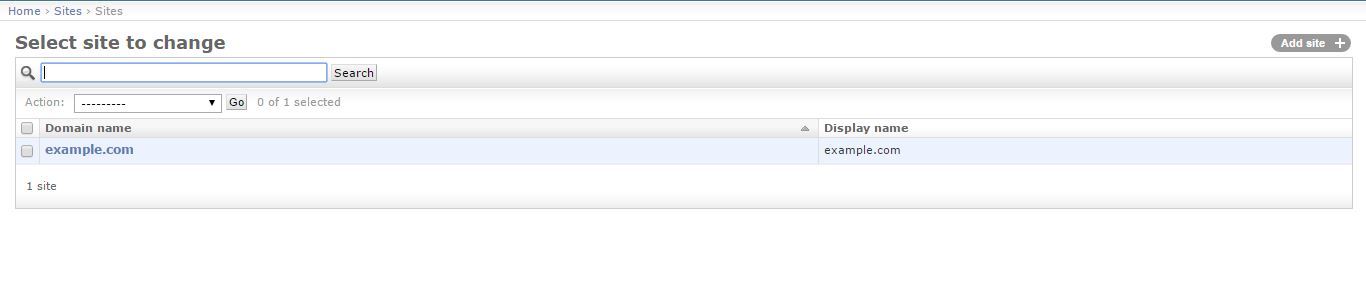 Home › Sites › Sites
Select site to change
Add site +
Search
Action: --------- Go 0 of 1 selected
Domain name Display name
example.com example.com
1 site